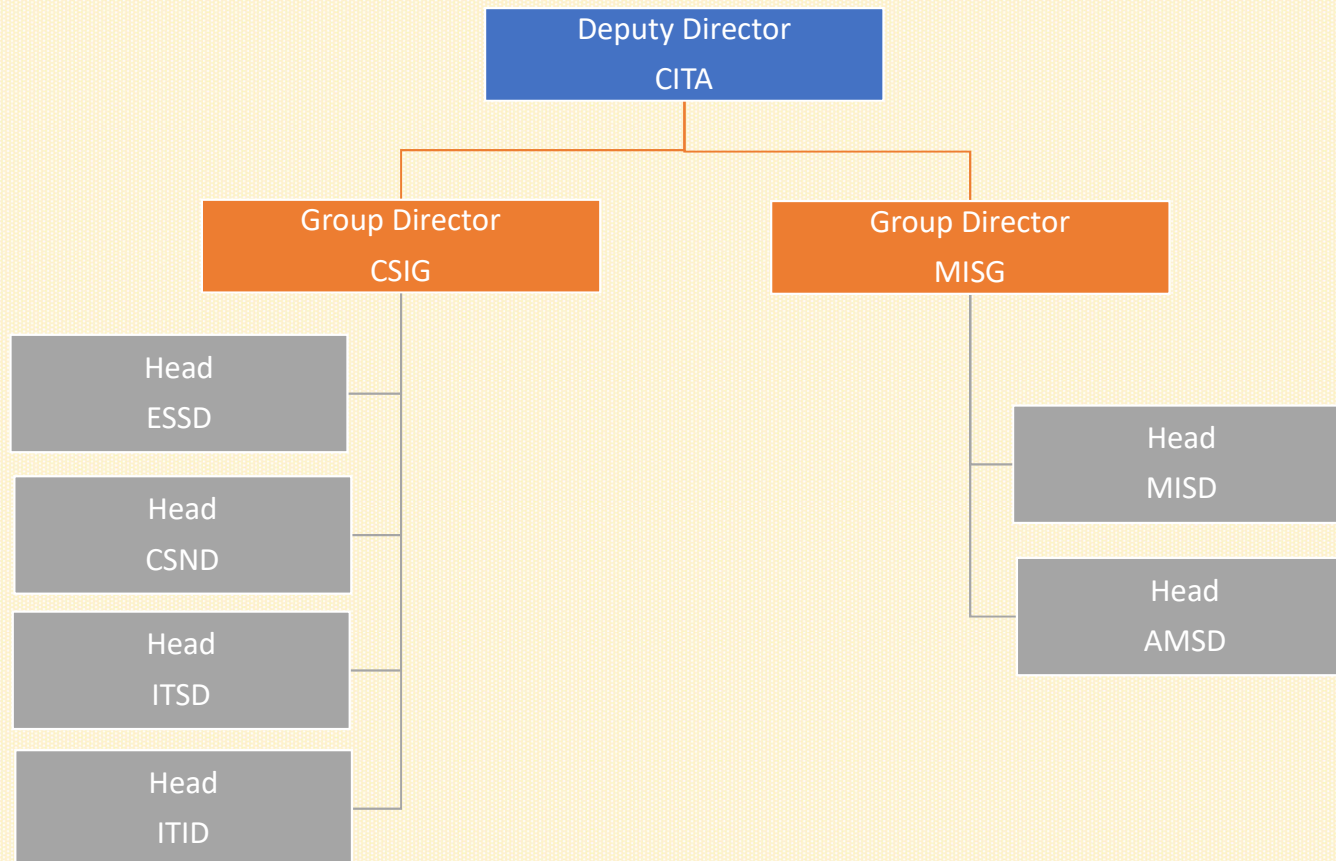 Deputy Director
CITA
Group Director
CSIG
Group Director
MISG
Head
ESSD
Head
CSND
Head
ITSD
Head
ITID
Head
MISD
Head
AMSD